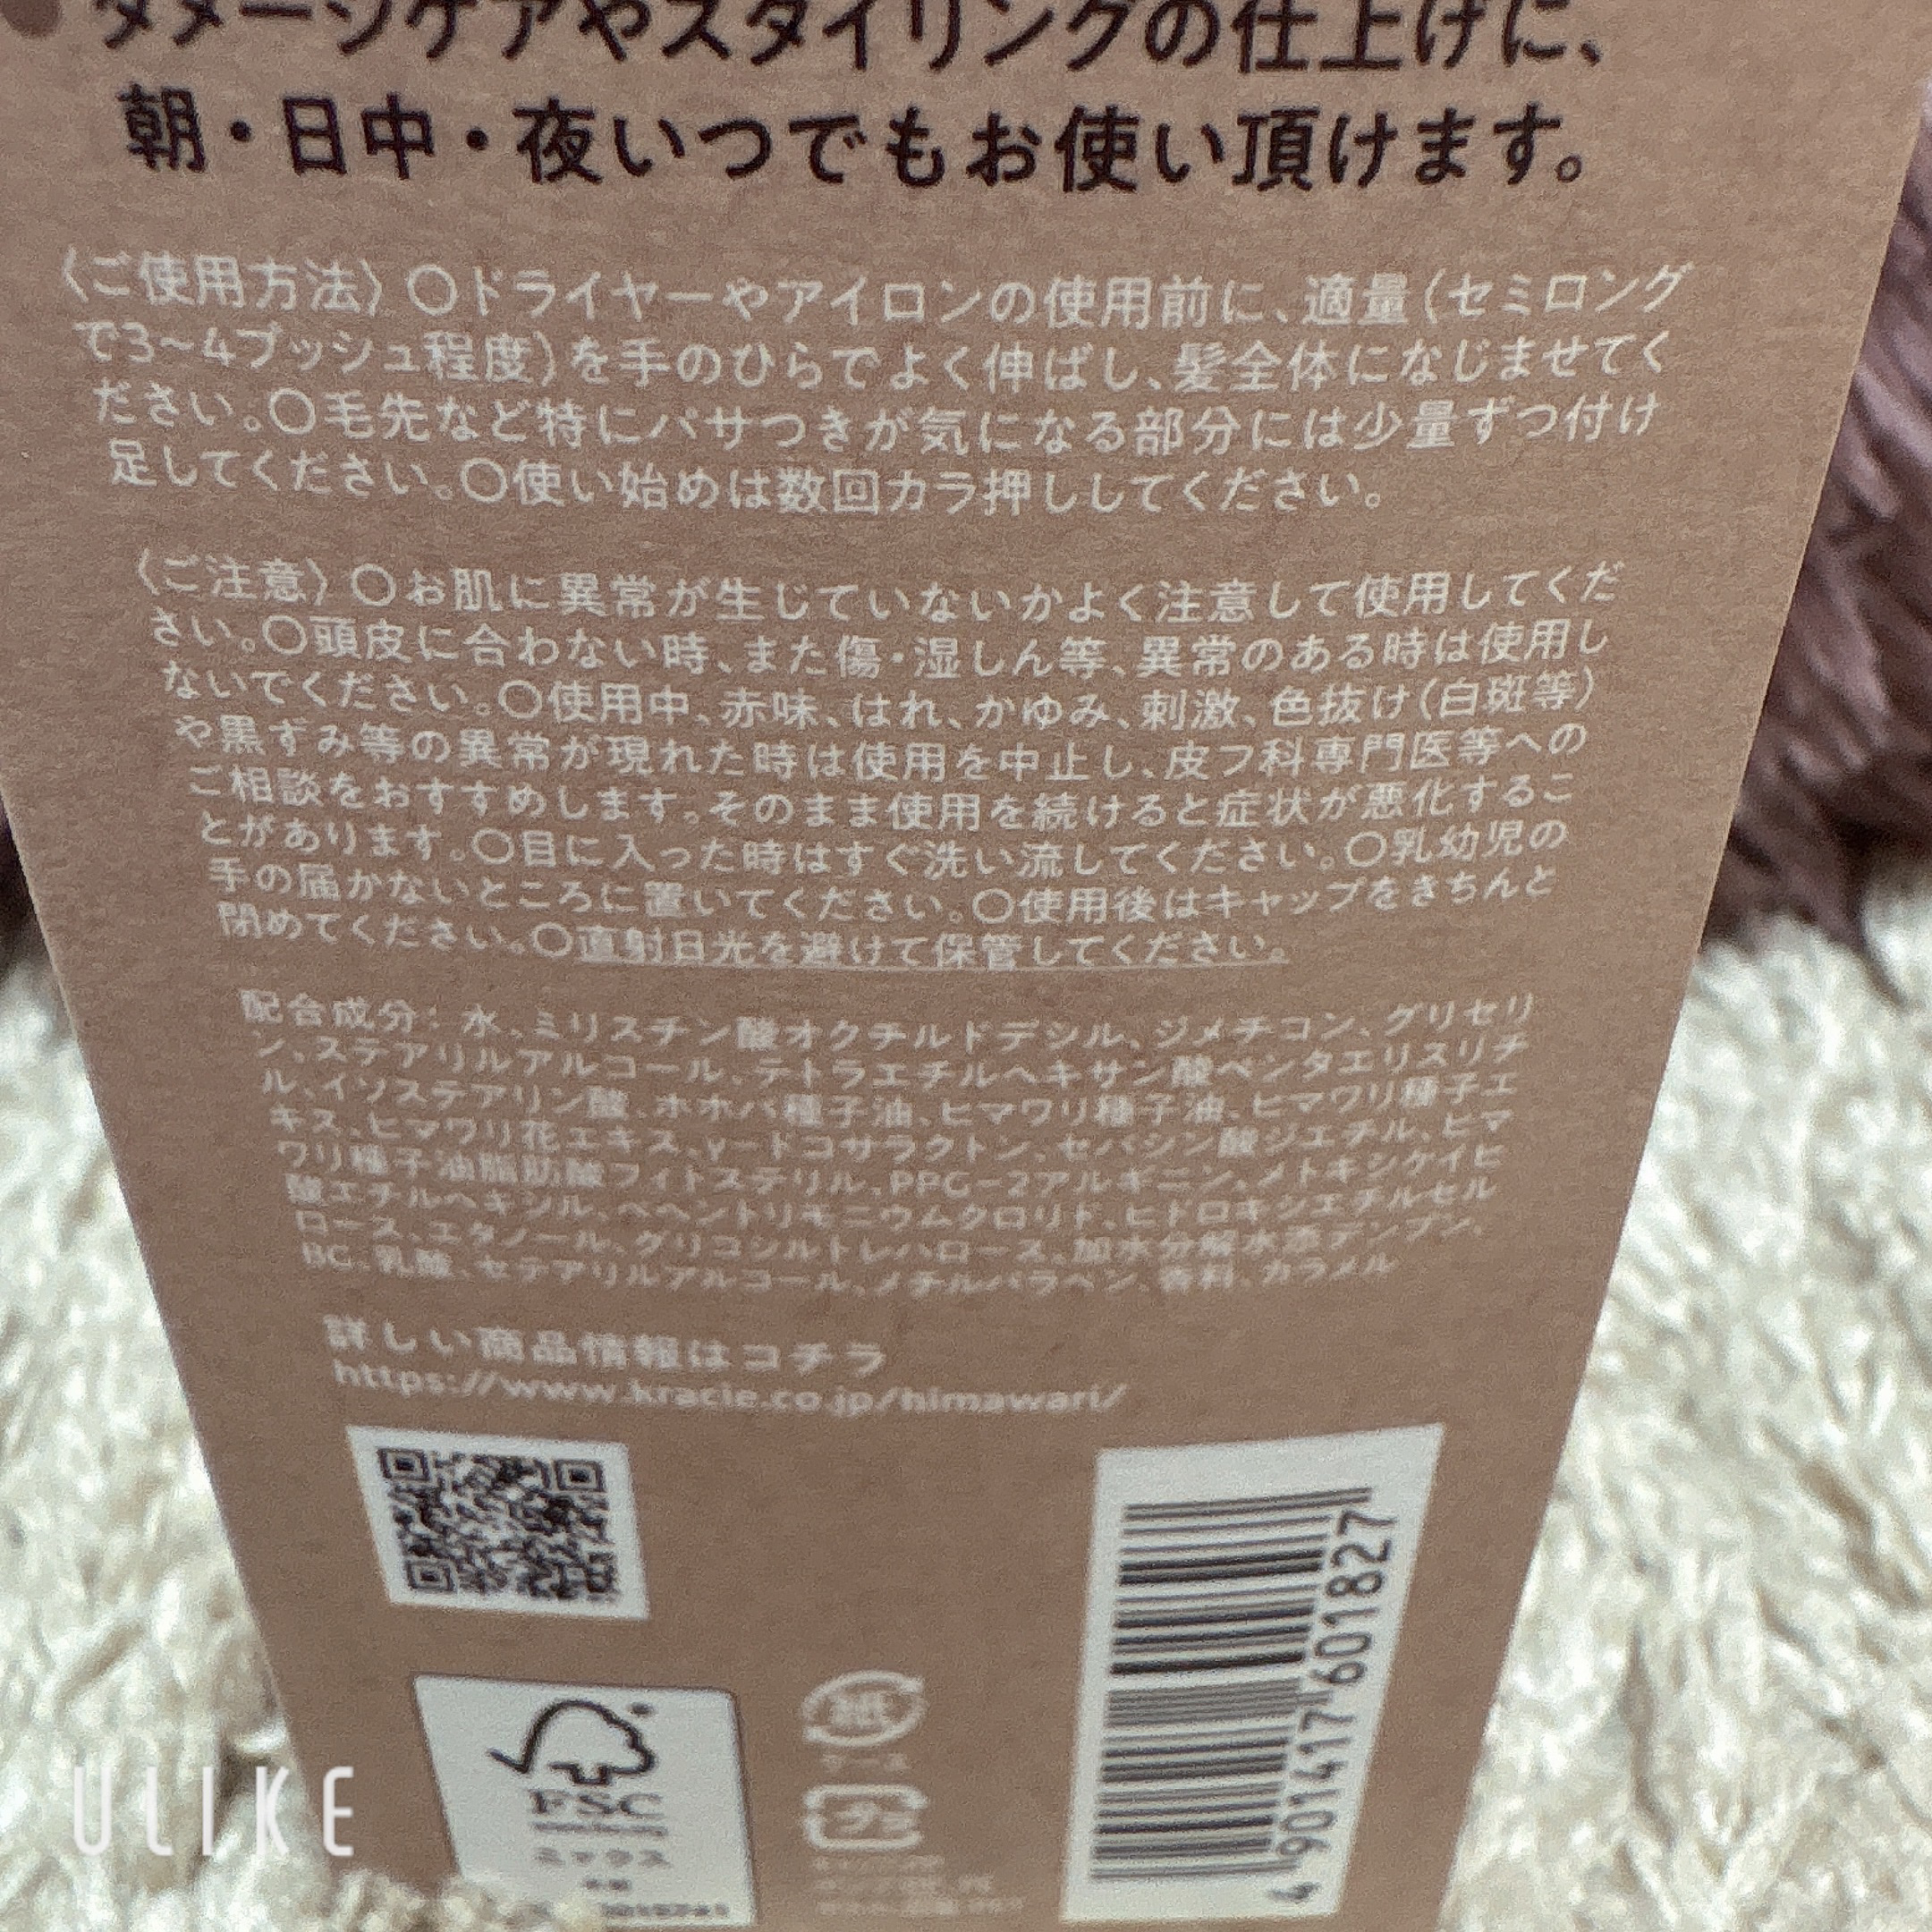 ダメージケアやスタイリングの仕上げに、
朝・日中・夜いつでもお使い頂けます。
〈ご使用方法〉〇ドライヤーやアイロンの使用前に、適量(セミロング
で3〜4プッシュ程度)を手のひらでよく伸ばし、髪全体になじませてく
ださい。〇毛先など特にパサつきが気になる部分には少量ずつ付け
足してください。〇使い始めは数回カラ押ししてください。
〈ご注意〉〇お肌に異常が生じていないかよく注意して使用してくだ
さい。〇頭皮に合わない時、また傷・湿しん等、異常のある時は使用し
ないでください。〇使用中、赤味、はれ、かゆみ、刺激、色抜け(白斑等)
や黒ずみ等の異常が現れた時は使用を中止し、皮フ科専門医等への
ご相談をおすすめします。そのまま使用を続けると症状が悪化するこ
とがあります。〇目に入った時はすぐ洗い流してください。〇乳幼児の
手の届かないところに置いてください。〇使用後はキャップをきちんと
閉めてください。〇直射日光を避けて保管してください。
配合成分：水、ミリスチン酸オクチルドデシル、ジメチコン、グリセリ
ン、ステアリルアルコール、テトラエチルヘキサン酸ペンタエリスリチ
ル、イソステアリン酸、ホホバ種子油、ヒマワリ種子油、ヒマワリ種子エ
キス、ヒマワリ花エキス、γ-ドコサラクトン、セバシン酸ジエチル、ヒマ
ワリ種子油脂肪酸フィトステリル、PPG-2アルギニン、メトキシケイヒ
酸エチルヘキシル、ベヘントリモニウムクロリド、ヒドロキシエチルセル
ロース、エタノール、グリコシルトレハロース、加水分解水添デンプン、
BG、乳酸、セテアリルアルコール、メチルパラベン、香料、カラメル
詳しい商品情報はコチラ
https://www.kracie.co.jp/himawari/
4901417601827
紙
プラ
FSC
ミックス
ULIKE